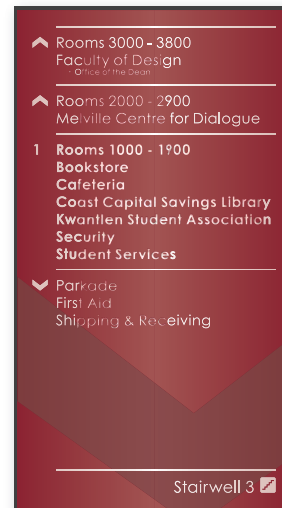 Rooms 3000 - 3800
Faculty of Design
· Office of the Dean
Rooms 2000 - 2900
Melville Centre for Dialogue
1 Rooms 1000 - 1900
Bookstore
Cafeteria
Coast Capital Savings Library
Kwantlen Student Association
Security
Student Services
Parkade
First Aid
Shipping & Receiving
Stairwell 3